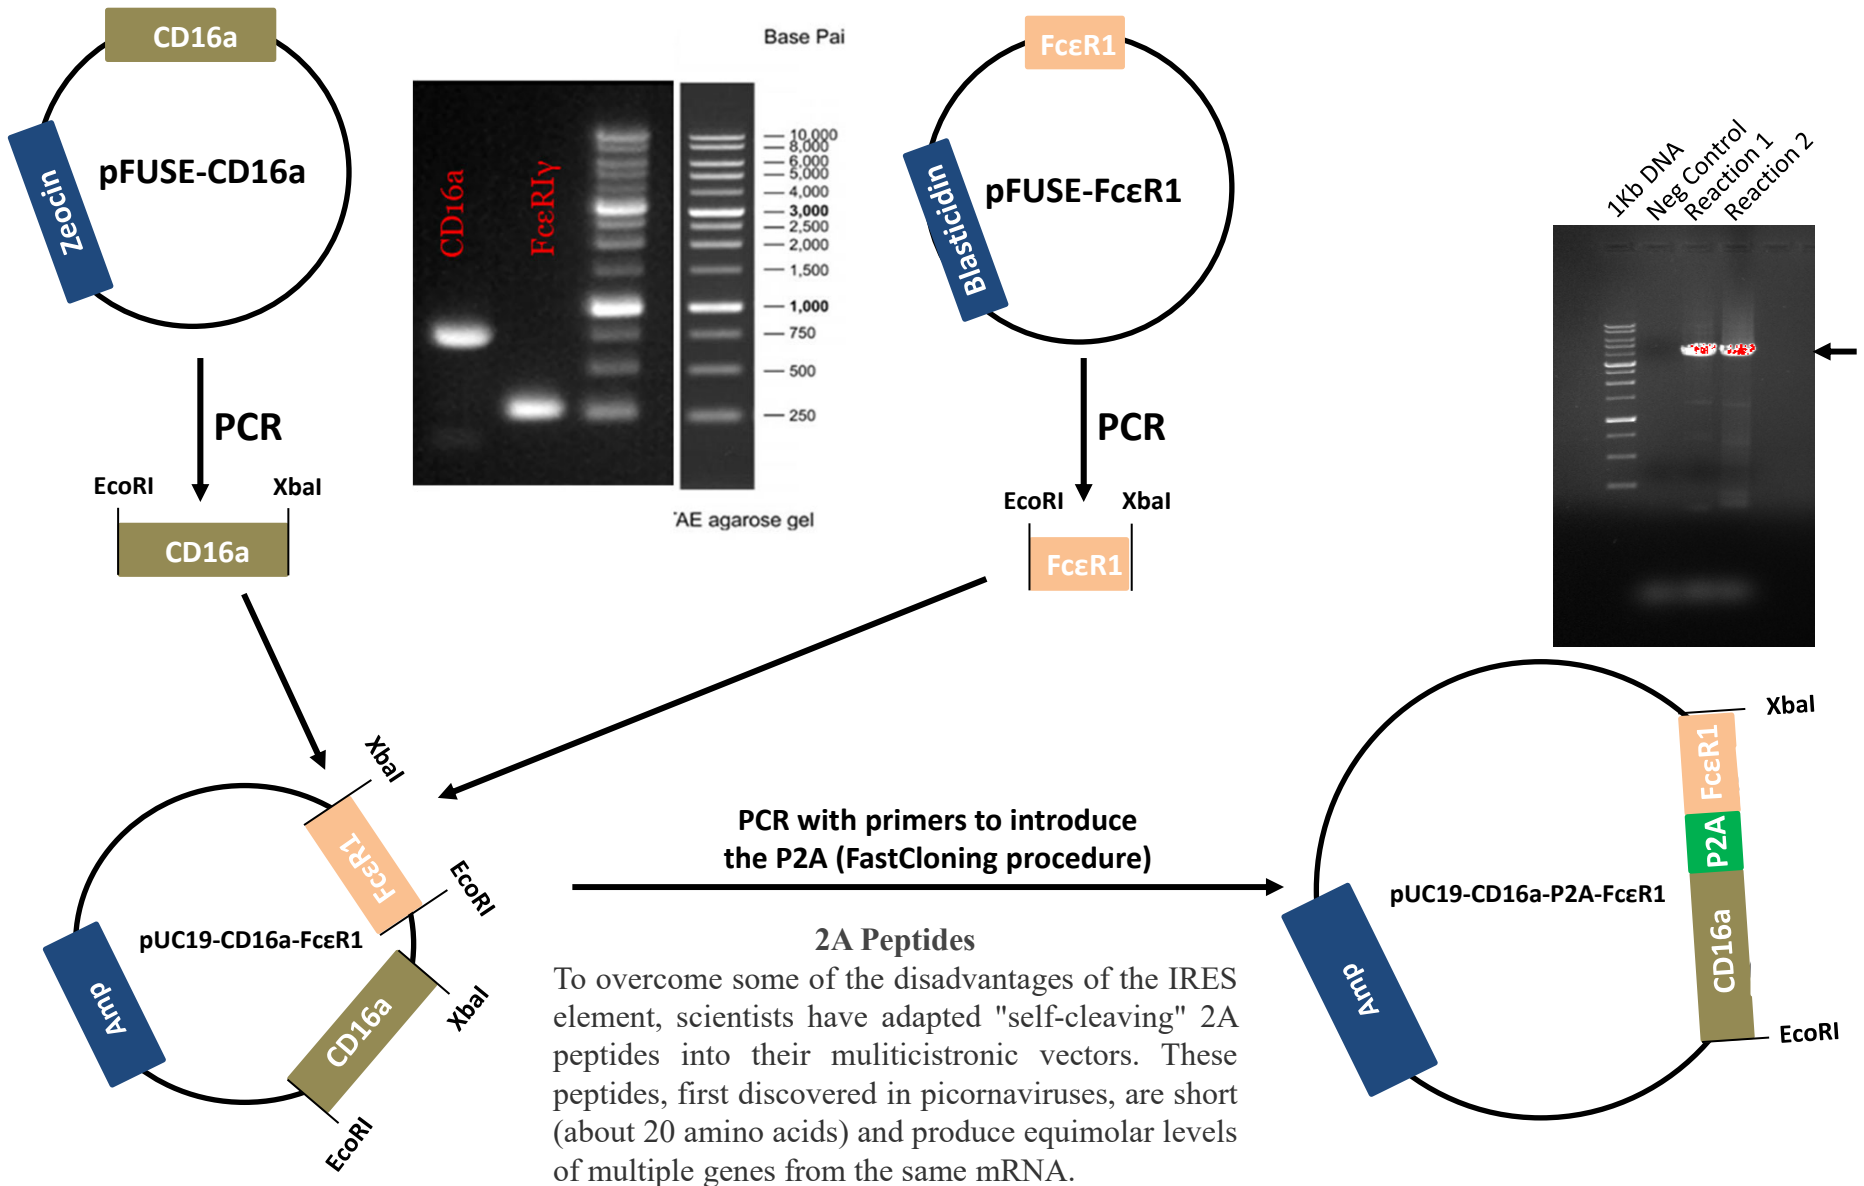 CD16a
Zeocin
pFUSE-CD16a
PCR
EcoRI
XbaI
CD16a
Base Pai
CD16a
FcεRIγ
10,000
8,000
6,000
5,000
4,000
3,000
2,500
2,000
1,500
1,000
750
500
250
AE agarose gel
FcεR1
Blasticidin
pFUSE-FcεR1
PCR
EcoRI
XbaI
FcεR1
1Kb DNA
Neg Control
Reaction 1
Reaction 2
XbaI
FcεR1
EcoRI
pUC19-CD16a-FcεR1
Amp
CD16a
XbaI
EcoRI
PCR with primers to introduce
the P2A (FastCloning procedure)
2A Peptides
To overcome some of the disadvantages of the IRES
element, scientists have adapted "self-cleaving" 2A
peptides into their muliticistronic vectors. These
peptides, first discovered in picornaviruses, are short
(about 20 amino acids) and produce equimolar levels
of multiple genes from the same mRNA.
XbaI
FcεR1
P2A
pUC19-CD16a-P2A-FcεR1
CD16a
Amp
EcoRI